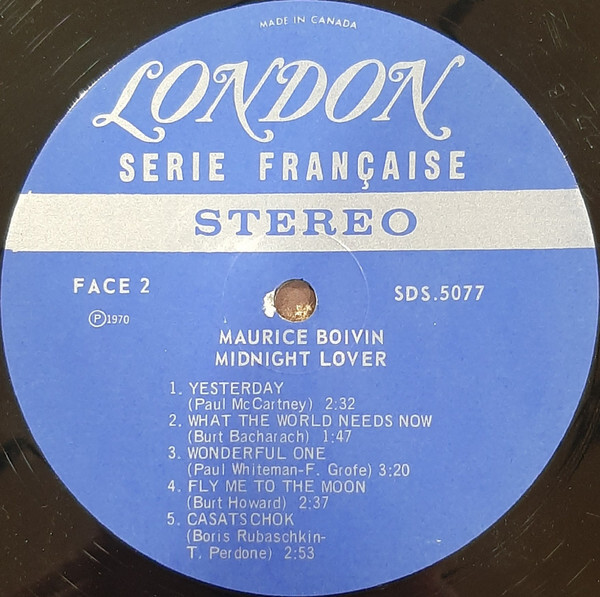 MADE IN CANADA
LONDON
SERIE FRANÇAISE
STEREO
FACE 2
SDS.5077
Ⓟ1970
MAURICE BOIVIN
MIDNIGHT LOVER
1. YESTERDAY
(Paul McCartney) 2:32
2. WHAT THE WORLD NEEDS NOW
(Burt Bacharach) 1:47
3. WONDERFUL ONE
(Paul Whiteman-F. Grofe) 3:20
4. FLY ME TO THE MOON
(Burt Howard) 2:37
5. CASATSCHOK
(Boris Rubaschkin-
T. Perdone) 2:53